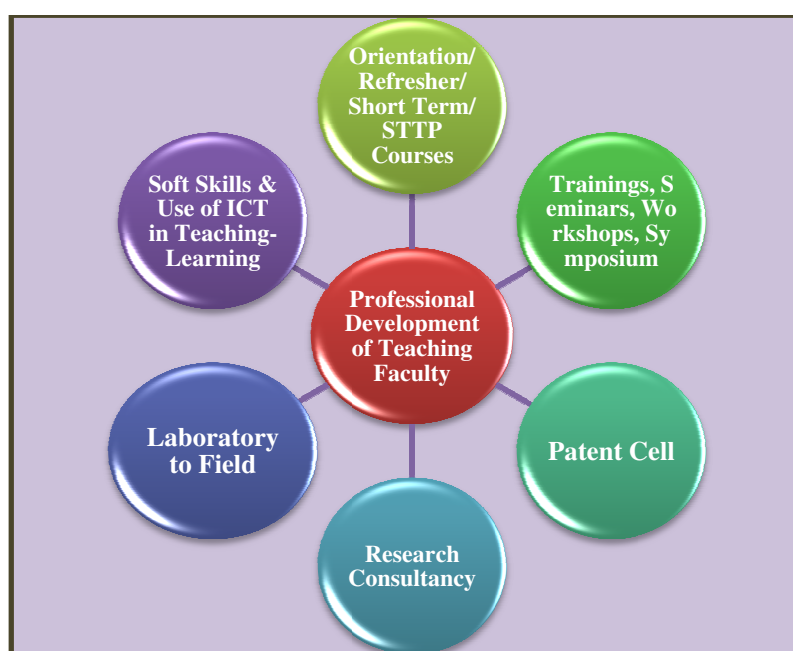 Orientation/
Refresher/
Short Term/
STTP
Courses
Soft Skills &
Use of ICT
in Teaching-
Learning
Trainings, S
eminars, Wo
rkshops, Sy
mposium
Professional
Development
of Teaching
Faculty
Laboratory
to Field
Patent Cell
Research
Consultancy